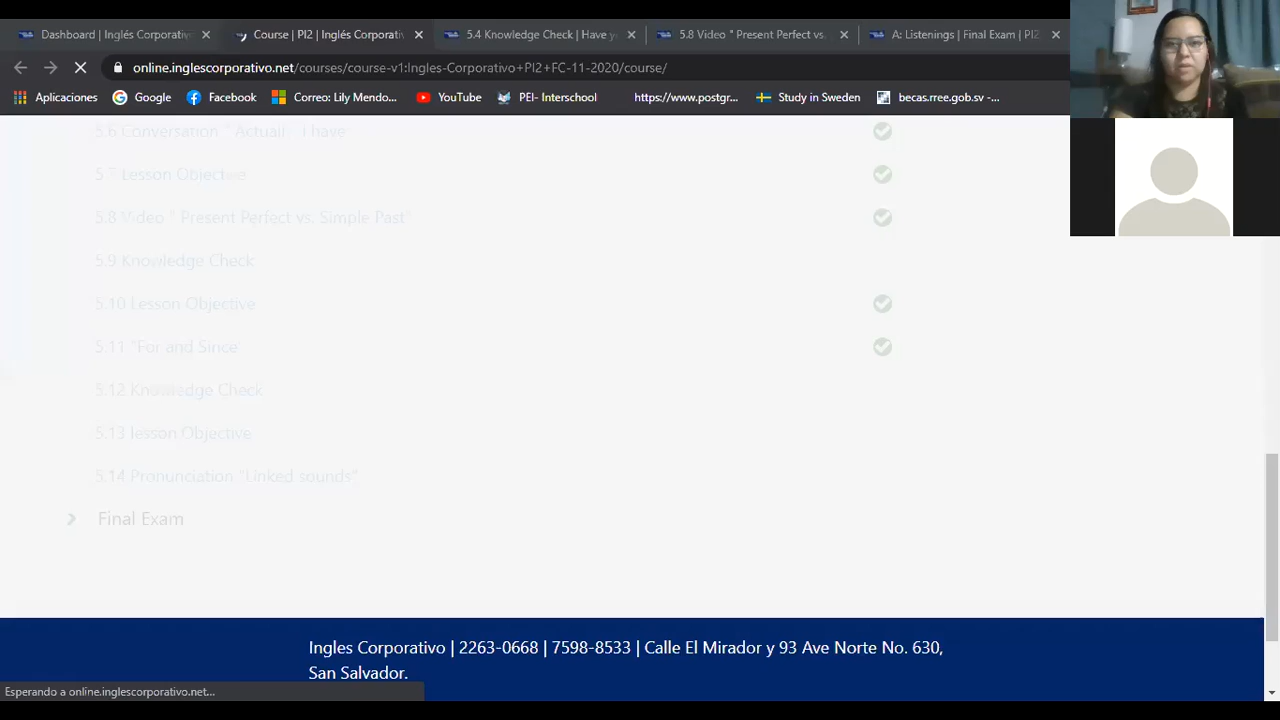 Dashboard | Inglés Corporativ
Course | PI2 | Inglés Corporativ
5.4 Knowledge Check | Have y
5.8 Video " Present Perfect vs.
A: Listenings | Final Exam | PI2
online.inglescorporativo.net/courses/course-v1:Ingles-Corporativo+PI2+FC-11-2020/course/
Aplicaciones
Google
Facebook
Correo: Lily Mendo...
YouTube
PEI- Interschool
https://www.postgr...
Study in Sweden
becas.rree.gob.sv -...
5.6 Conversation " I have
5.7 Lesson Objective
5.8 Video " Present Perfect vs. Simple Past"
5.9 Knowledge Check
5.10 Lesson Objective
5.11 "For and Since"
5.12 Knowledge Check
5.13 lesson Objective
5.14 Pronunciation "Linked sounds"
Final Exam
Ingles Corporativo | 2263-0668 | 7598-8533 | Calle El Mirador y 93 Ave Norte No. 630,
San Salvador.
Esperando a online.inglescorporativo.net...